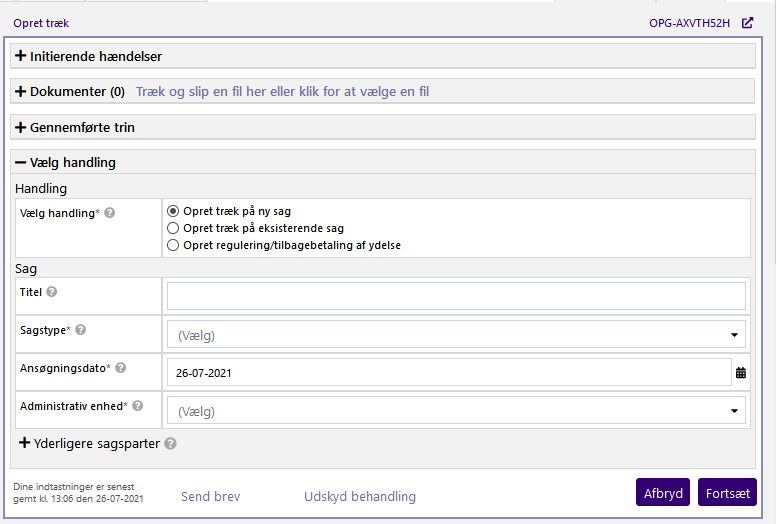 Opret træk OPG-AXVTH52H
Initierende hændelser
Dokumenter (0) Træk og slip en fil her eller klik for at vælge en fil
Gennemførte trin
Vælg handling
Handling
Vælg handling* Opret træk på ny sag
Opret træk på eksisterende sag
Opret regulering/tilbagebetaling af ydelse
Sag
Titel
Sagstype* (Vælg)
Ansøgningsdato* 26-07-2021
Administrativ enhed* (Vælg)
Yderligere sagsparter
Dine indtastninger er senest
gemt kl. 13:06 den 26-07-2021
Send brev Udskyd behandling Afbryd Fortsæt